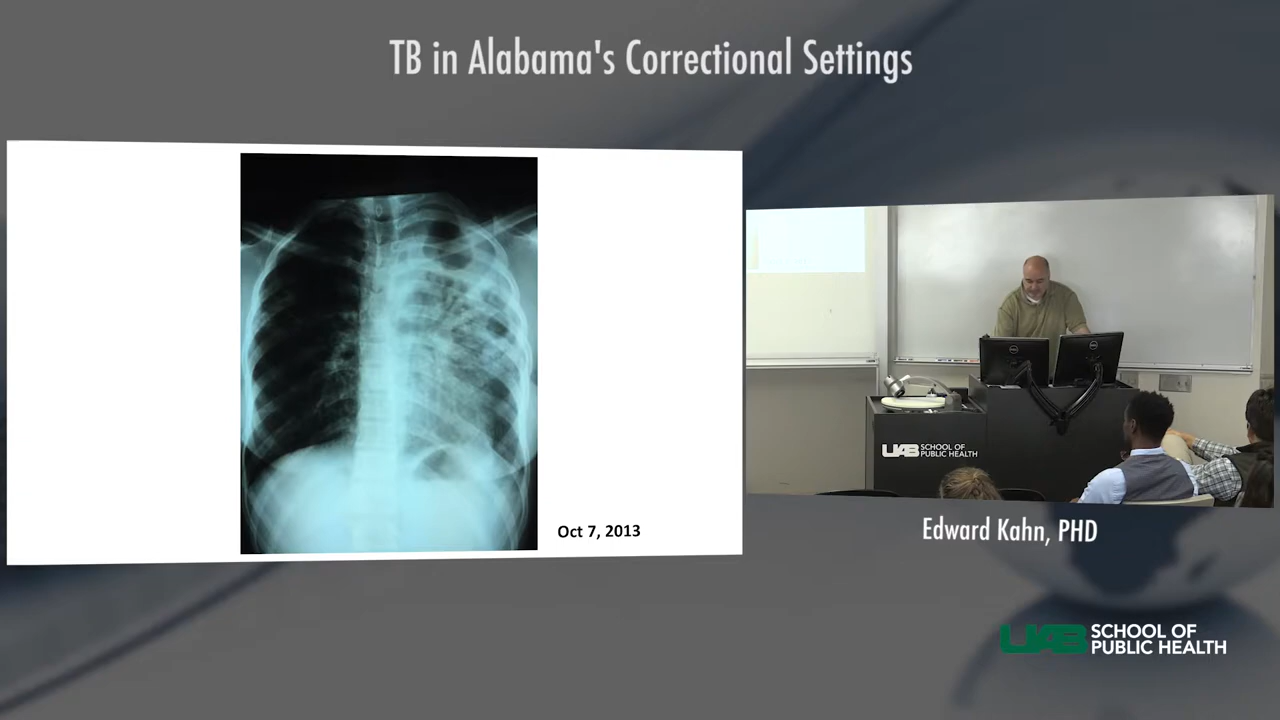 TB in Alabama's Correctional Settings
Oct 7, 2013
UAB SCHOOL OF
PUBLIC HEALTH
Edward Kahn, PHD
UAB SCHOOL OF
PUBLIC HEALTH